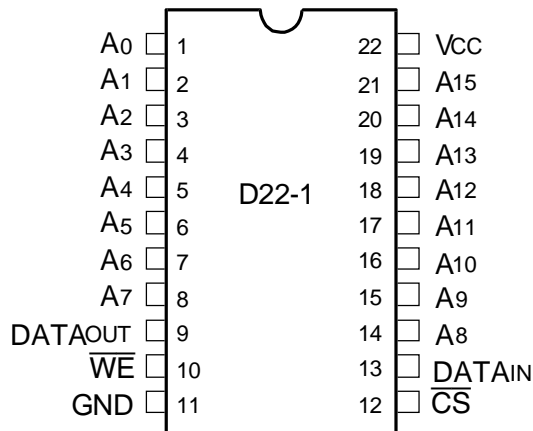 A0 1 22 VCC
A1 2 21 A15
A2 3 20 A14
A3 4 19 A13
A4 5 D22-1 18 A12
A5 6 17 A11
A6 7 16 A10
A7 8 15 A9
DATAOUT 9 14 A8
WE 10 13 DATAIN
GND 11 12 CS